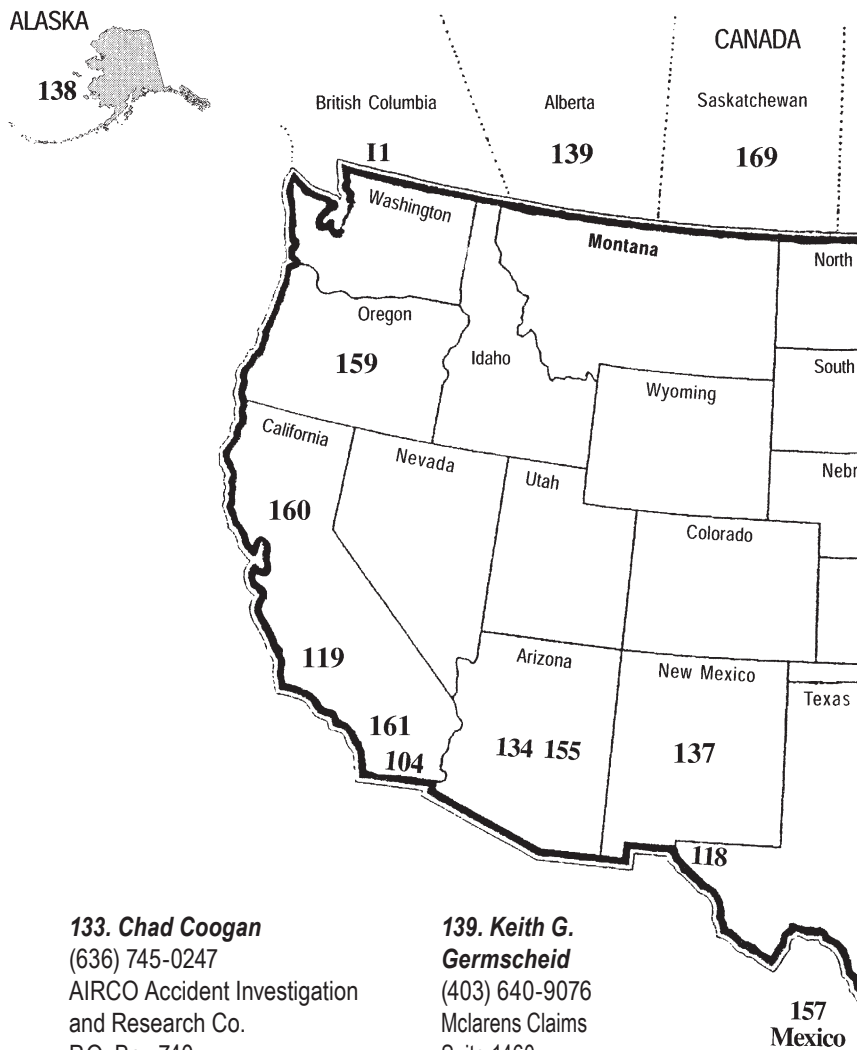 ALASKA
138
CANADA
British Columbia
Alberta
Saskatchewan
I1
139
169
Washington
Montana
North
Oregon
159
Idaho
South
Wyoming
California
Nevada
Utah
Nebr
160
Colorado
119
Arizona
New Mexico
Texas
161
104
134 155
137
118
133. Chad Coogan
(636) 745-0247
AIRCO Accident Investigation
and Research Co.
139. Keith G.
Germscheid
(403) 640-9076
Mclarens Claims
157
Mexico